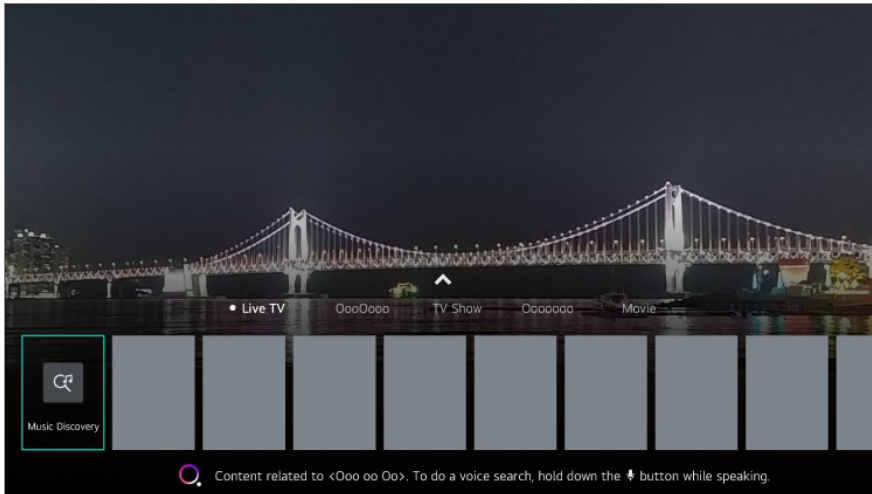 Live TV OooOooo TV Show Ooooooo Movie
Music Discovery
Content related to <Ooo oo Oo>. To do a voice search, hold down the button while speaking.